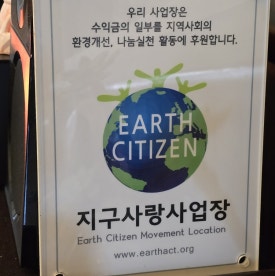 우리 사업장은
수익금의 일부를 지역사회의
환경개선, 나눔실천 활동에 후원합니다.
EARTH
CITIZEN
지구사랑사업장
Earth Citizen Movement Location
www.earthact.org